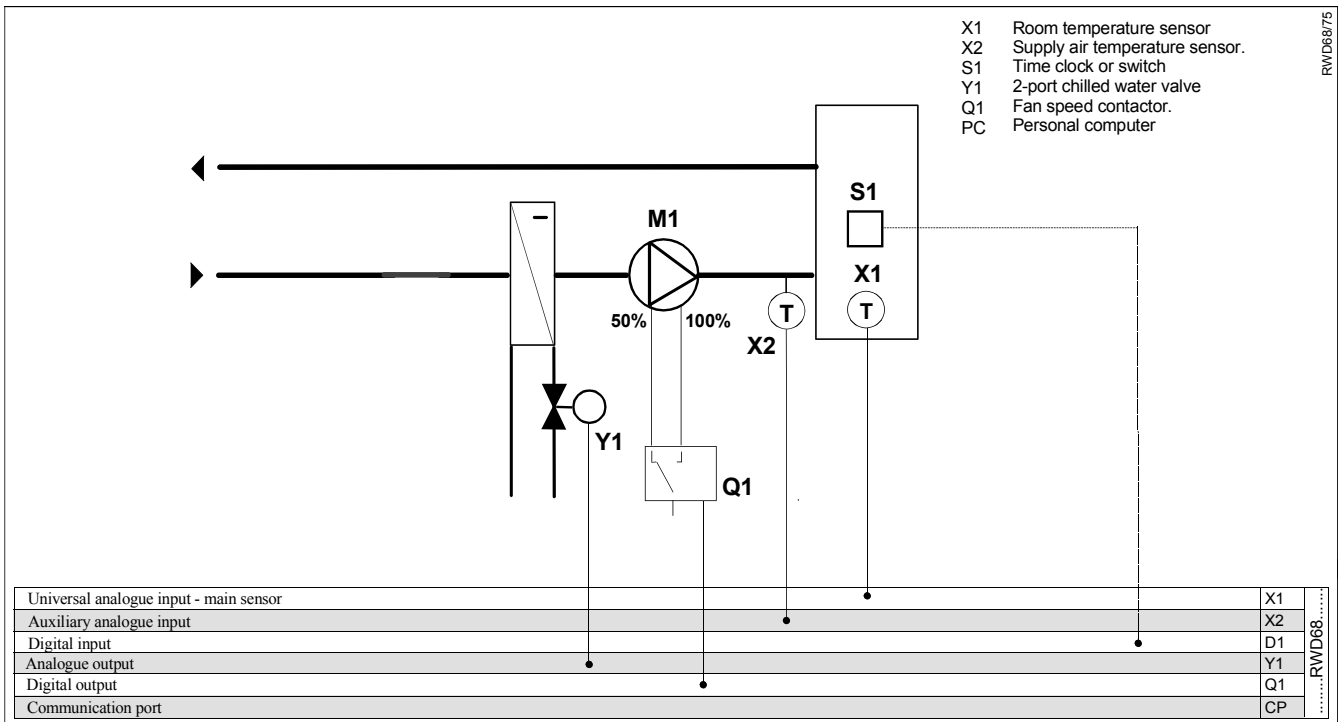 X1 Room temperature sensor
X2 Supply air temperature sensor.
S1 Time clock or switch
Y1 2-port chilled water valve
Q1 Fan speed contactor.
PC Personal computer
RWD68/75
S1
M1
X1
T
T
50% 100%
X2
Y1
Q1
Universal analogue input - main sensor X1
Auxiliary analogue input X2
Digital input D1
Analogue output Y1
Digital output Q1
Communication port CP
.......RWD68.......